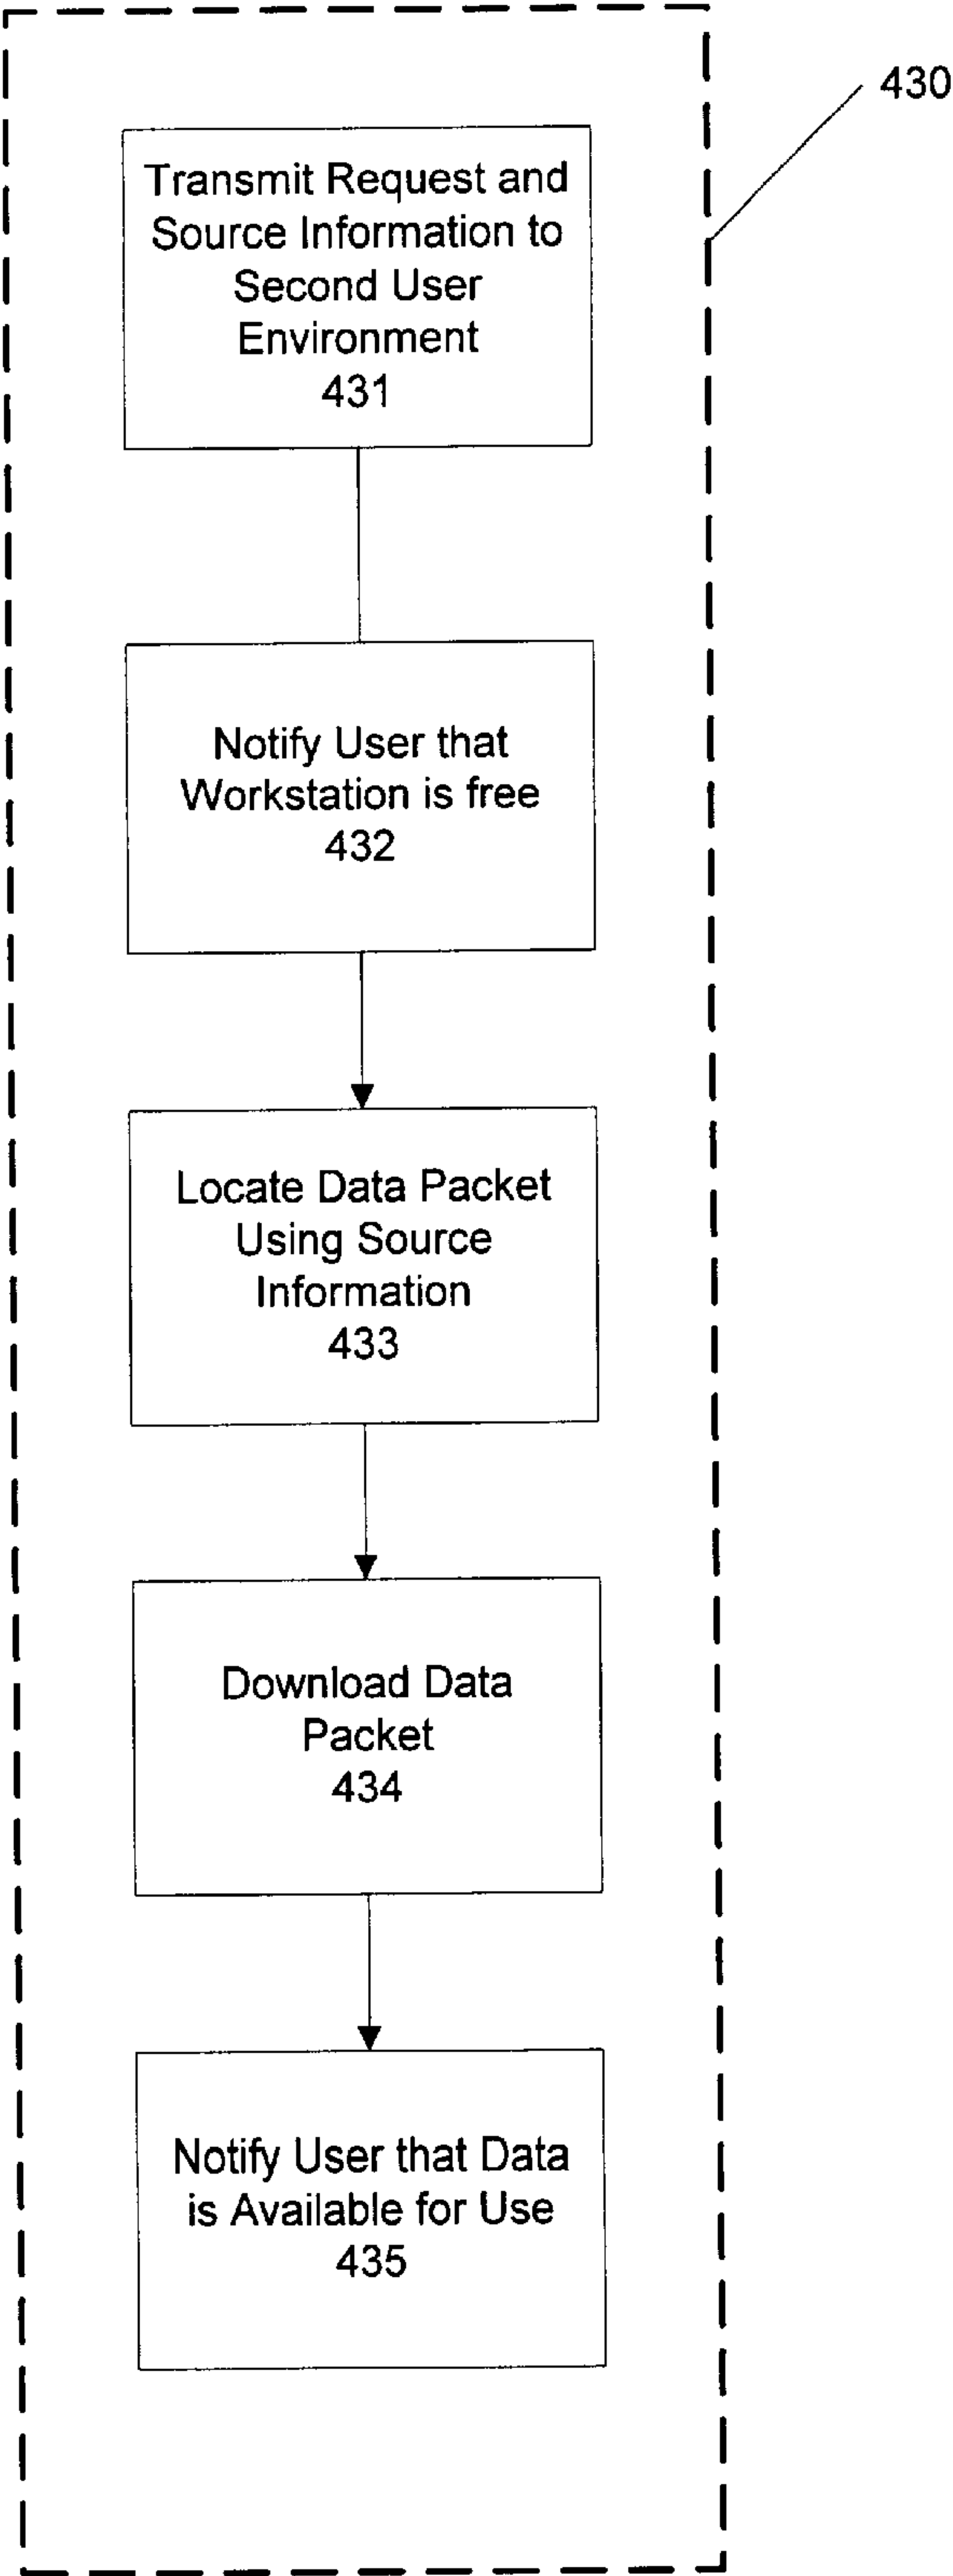 430
Transmit Request and
Source Information to
Second User
Environment
431
Notify User that
Workstation is free
432
Locate Data Packet
Using Source
Information
433
Download Data
Packet
434
Notify User that Data
is Available for Use
435